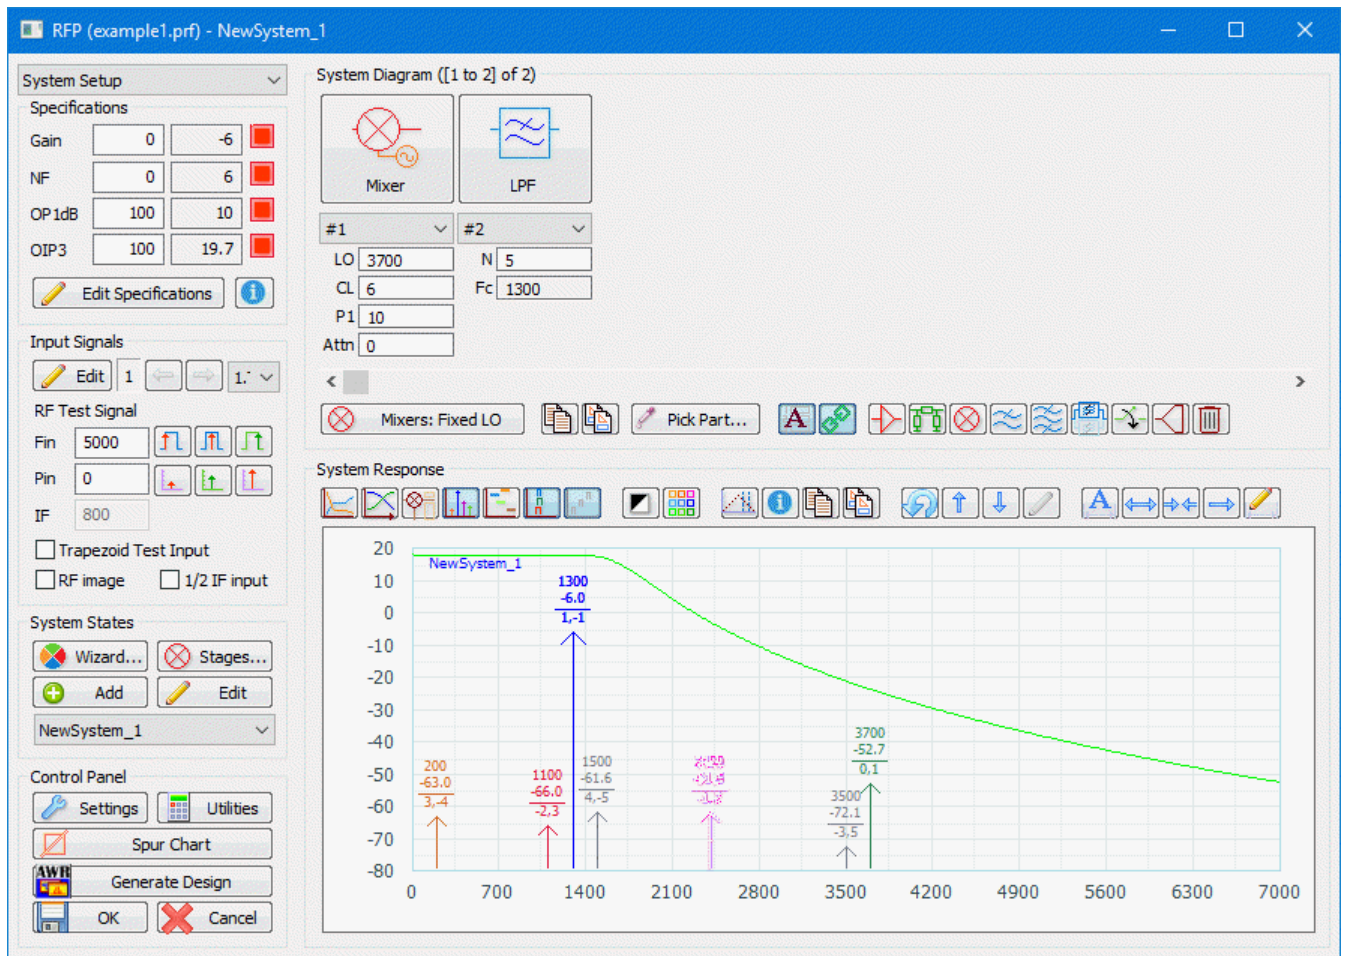 RFP (example1.prf) - NewSystem_1
System Setup
Specifications
Gain 0 -6
NF 0 6
OP1dB 100 10
OIP3 100 19.7
Edit Specifications
Input Signals
Edit 1
RF Test Signal
Fin 5000
Pin 0
IF 800
Trapezoid Test Input
RF image 1/2 IF input
System States
Wizard... Stages...
Add Edit
NewSystem_1
Control Panel
Settings Utilities
Spur Chart
AWR Generate Design
OK Cancel
System Diagram ([1 to 2] of 2)
Mixer LPF
#1 #2
LO 3700 N 5
CL 6 Fc 1300
P1 10
Attn 0
Mixers: Fixed LO Pick Part... A
System Response
A
20
10
0
-10
-20
-30
-40
-50
-60
-70
-80
NewSystem_1
1300
-6.0
1,-1
200
-63.0
3,-4
1100
-66.0
-2,3
1500
-61.6
4,-5
3500
-72.1
-3,5
3700
-52.7
0,1
0 700 1400 2100 2800 3500 4200 4900 5600 6300 7000